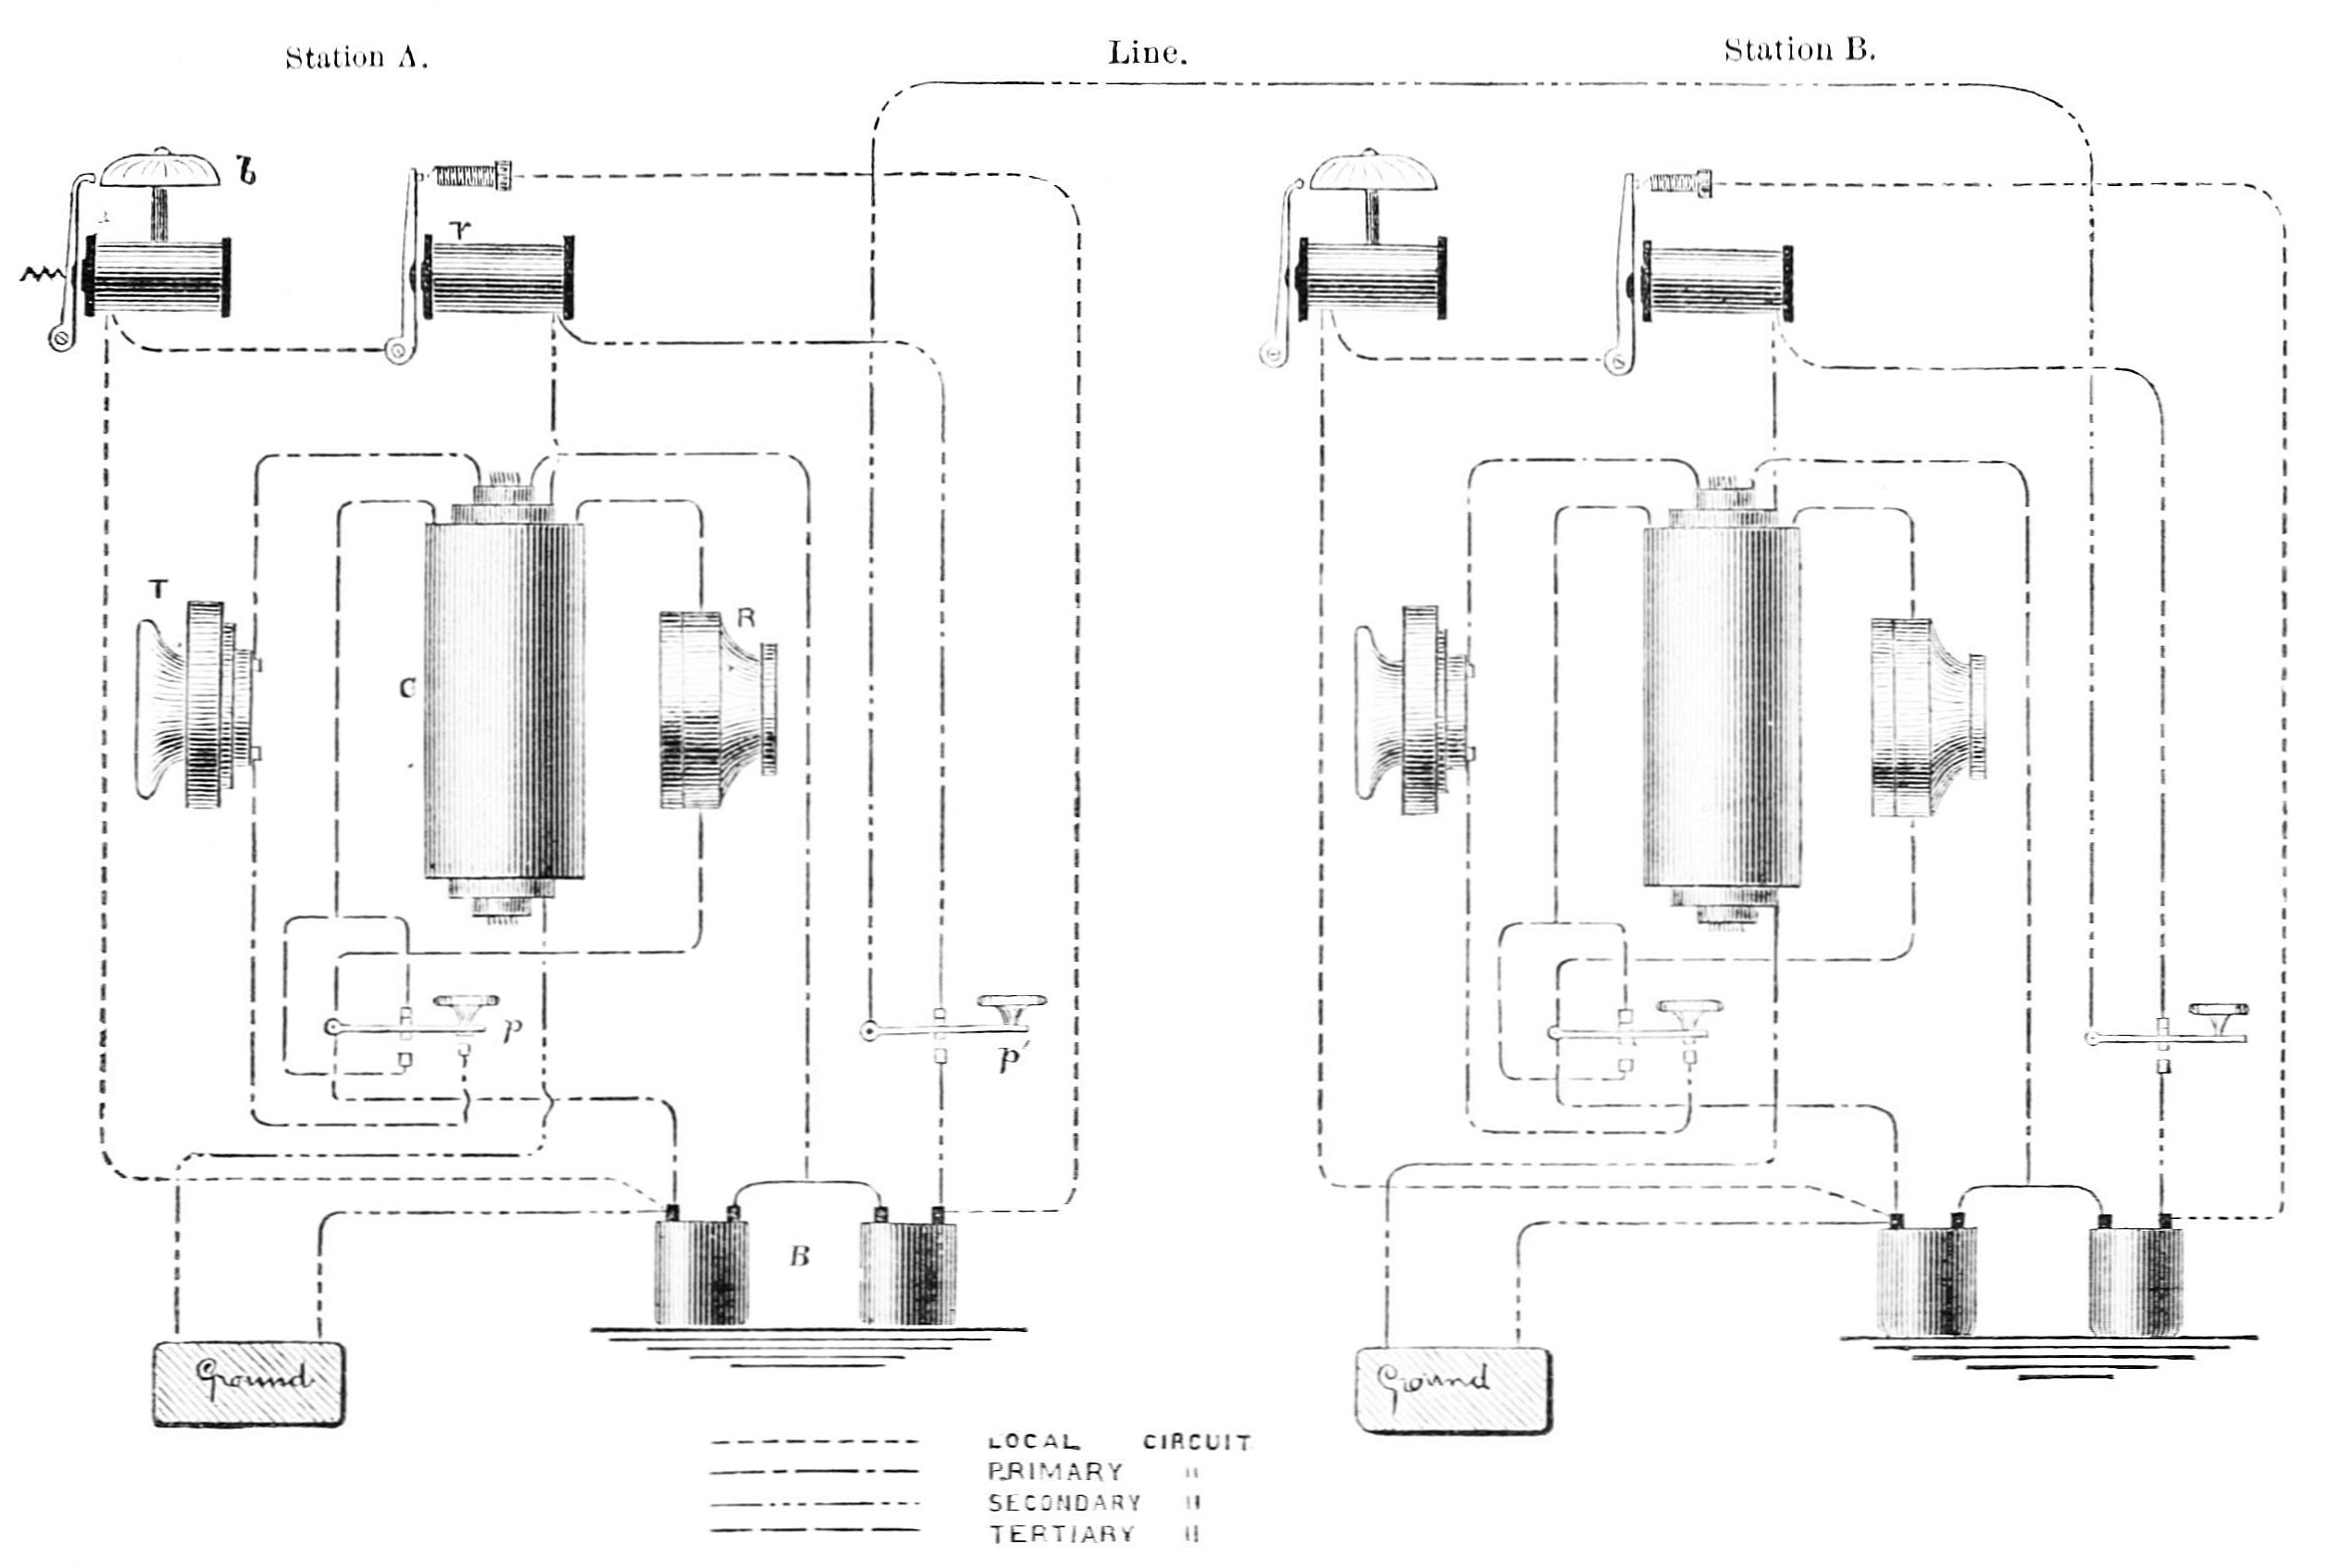 Station A. Line. Station B.
b
r
T
R
C
p
p'
B
Ground
Ground
LOCAL CIRCUIT
PRIMARY "
SECONDARY "
TERTIARY "